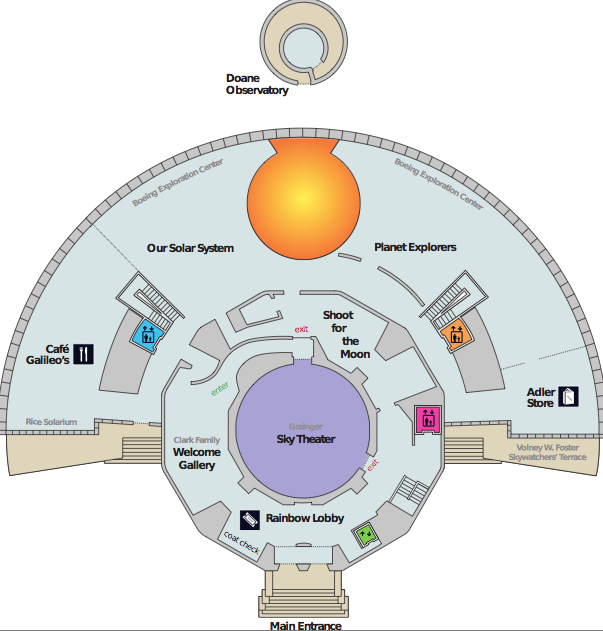 Doane
Observatory
Boeing Exploration Center
Boeing Exploration Center
Our Solar System
Planet Explorers
Shoot
for
the
Moon
exit
Café
Galileo's
enter
Adler
Store
Rice Solarium
Grainger
Sky Theater
Clark Family
Welcome
Gallery
exit
Volney W. Foster
Skywatchers' Terrace
Rainbow Lobby
coat check
Main Entrance